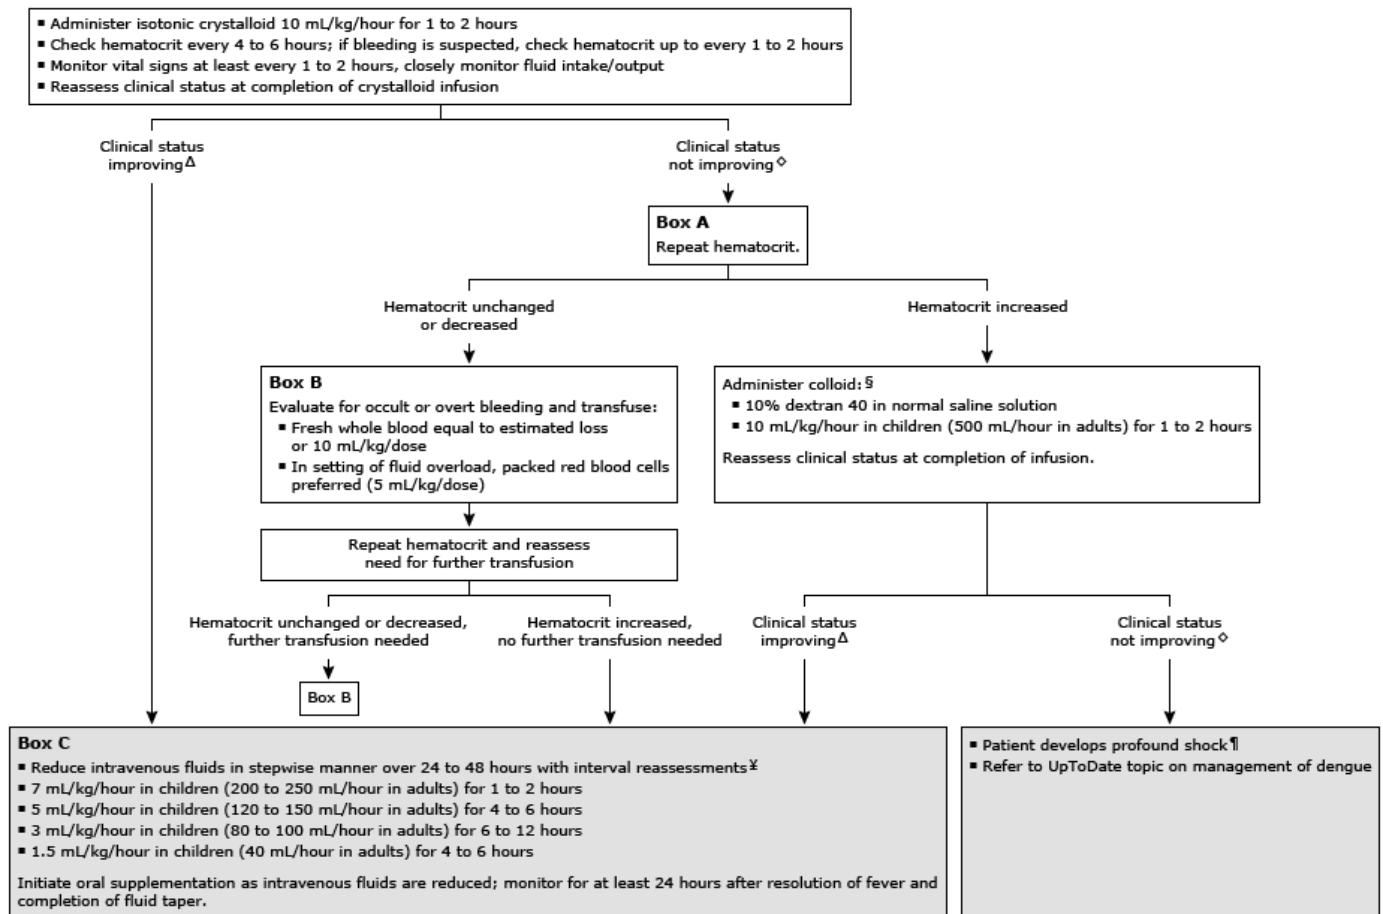 ▪ Administer isotonic crystalloid 10 mL/kg/hour for 1 to 2 hours
▪ Check hematocrit every 4 to 6 hours; if bleeding is suspected, check hematocrit up to every 1 to 2 hours
▪ Monitor vital signs at least every 1 to 2 hours, closely monitor fluid intake/output
▪ Reassess clinical status at completion of crystalloid infusion
Clinical status
improving Δ
Clinical status
not improving ◇
Box A
Repeat hematocrit.
Hematocrit unchanged
or decreased
Hematocrit increased
Box B
Evaluate for occult or overt bleeding and transfuse:
▪ Fresh whole blood equal to estimated loss
or 10 mL/kg/dose
▪ In setting of fluid overload, packed red blood cells
preferred (5 mL/kg/dose)
Administer colloid: §
▪ 10% dextran 40 in normal saline solution
▪ 10 mL/kg/hour in children (500 mL/hour in adults) for 1 to 2 hours
Reassess clinical status at completion of infusion.
Repeat hematocrit and reassess
need for further transfusion
Hematocrit unchanged or decreased,
further transfusion needed
Hematocrit increased,
no further transfusion needed
Clinical status
improving Δ
Clinical status
not improving ◇
Box B
Box C
▪ Reduce intravenous fluids in stepwise manner over 24 to 48 hours with interval reassessments ¥
▪ 7 mL/kg/hour in children (200 to 250 mL/hour in adults) for 1 to 2 hours
▪ 5 mL/kg/hour in children (120 to 150 mL/hour in adults) for 4 to 6 hours
▪ 3 mL/kg/hour in children (80 to 100 mL/hour in adults) for 6 to 12 hours
▪ 1.5 mL/kg/hour in children (40 mL/hour in adults) for 4 to 6 hours
Initiate oral supplementation as intravenous fluids are reduced; monitor for at least 24 hours after resolution of fever and
completion of fluid taper.
▪ Patient develops profound shock ¶
▪ Refer to UpToDate topic on management of dengue